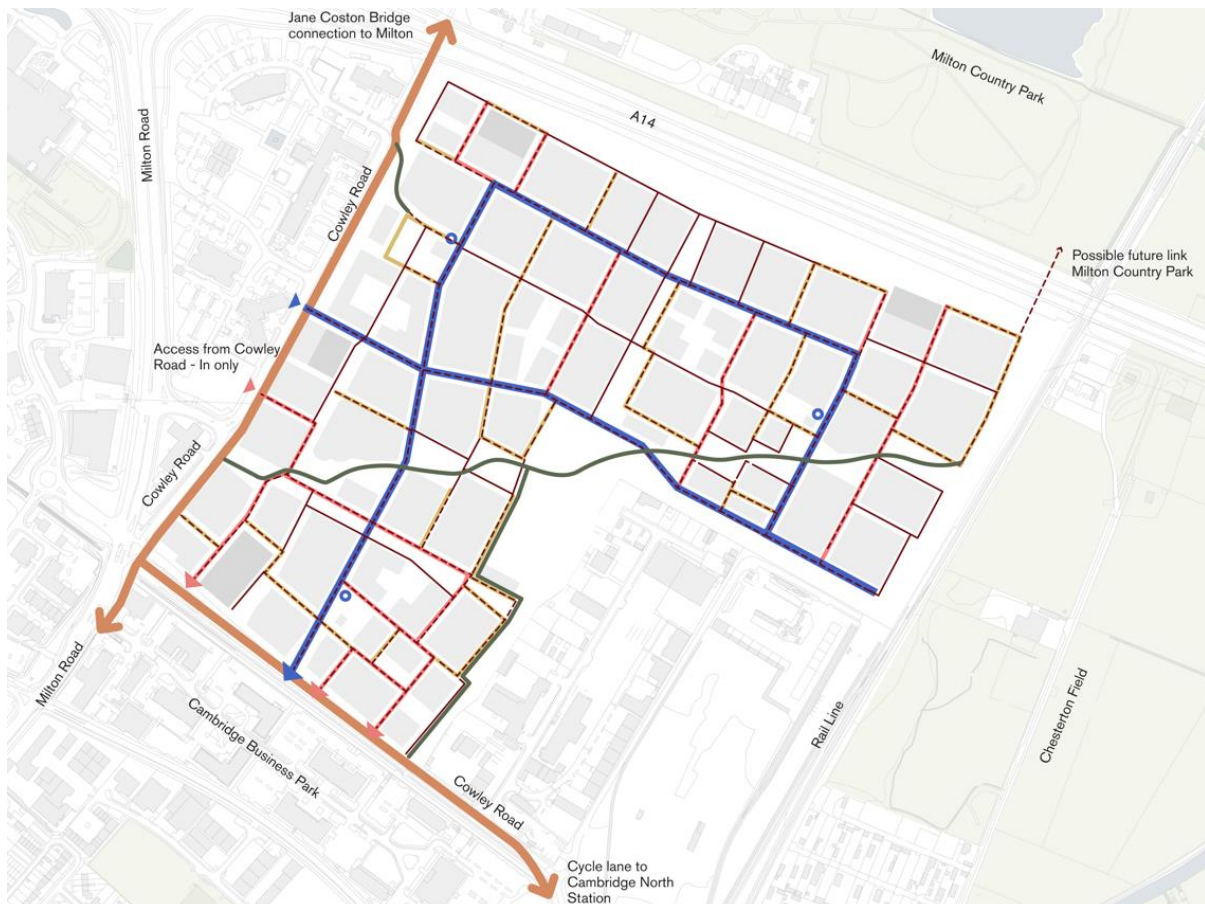 Jane Coston Bridge
connection to Milton
Milton Country Park
A14
Milton Road
Cowley Road
Possible future link
Milton Country Park
Access from Cowley
Road - In only
Cowley Road
Milton Road
Cambridge Business Park
Rail Line
Chesterton Field
Cowley Road
Cycle lane to
Cambridge North
Station